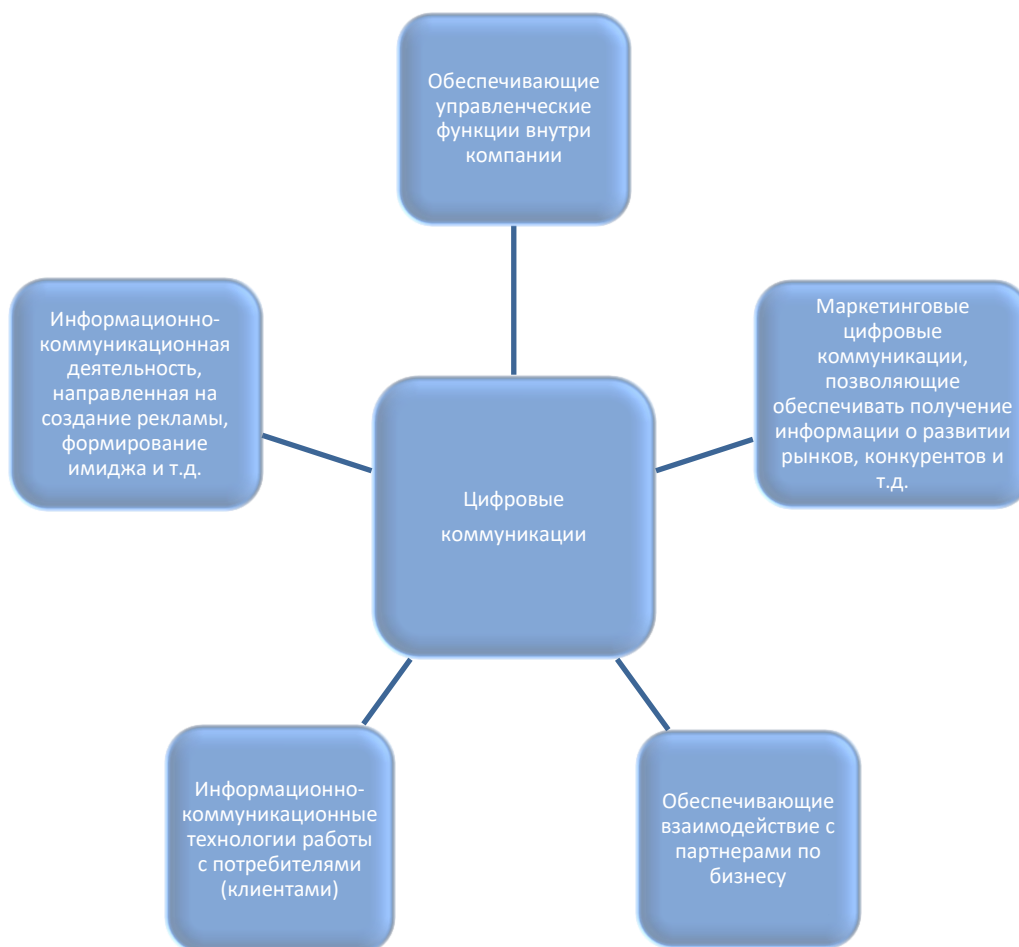 Обеспечивающие
управленческие
функции внутри
компании
Информационно-
коммуникационная
деятельность,
направленная на
создание рекламы,
формирование
имиджа и т.д.
Маркетинговые
цифровые
коммуникации,
позволяющие
обеспечивать получение
информации о развитии
рынков, конкурентов и
т.д.
Цифровые
коммуникации
Информационно-
коммуникационные
технологии работы
с потребителями
(клиентами)
Обеспечивающие
взаимодействие с
партнерами по
бизнесу